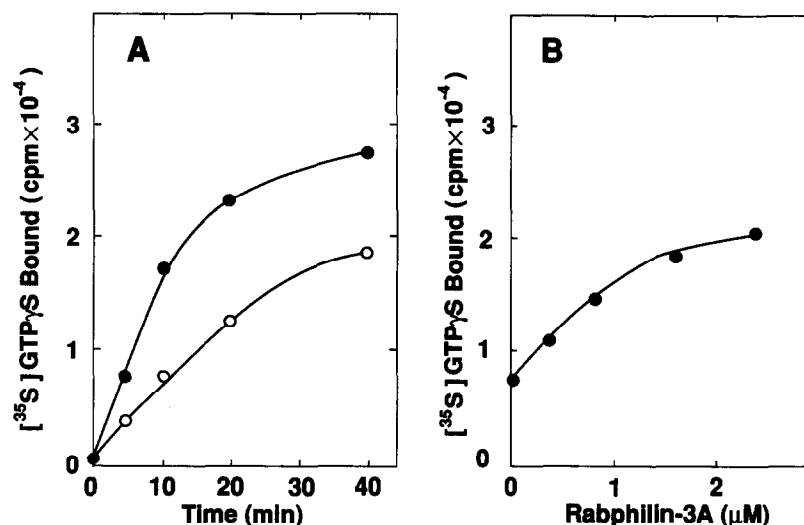 A
[³⁵S]GTPγS Bound (cpm×10⁻⁴)
3
2
1
0
0 10 20 30 40
Time (min)
B
[³⁵S]GTPγS Bound (cpm×10⁻⁴)
3
2
1
0
0 1 2
Rabphilin-3A (μM)